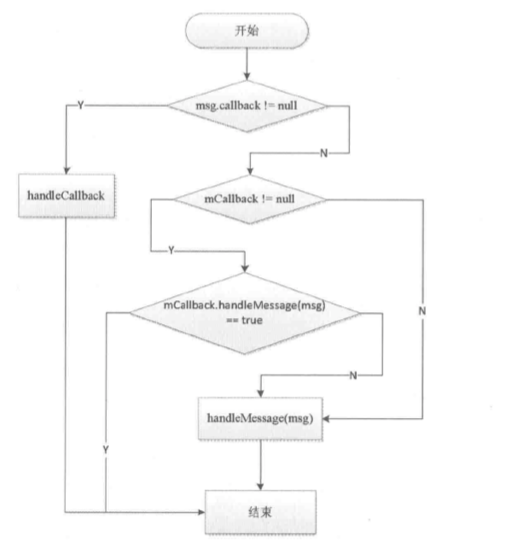 开始
msg.callback != null
Y
N
handleCallback
mCallback != null
Y
mCallback.handleMessage(msg)
== true
N
N
handleMessage(msg)
Y
结束